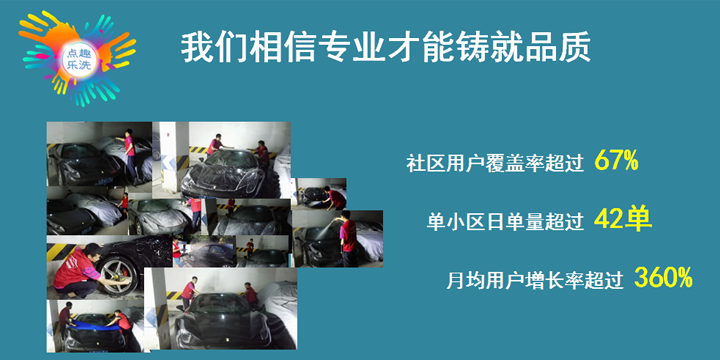 点趣
乐洗
我们相信专业才能铸就品质
社区用户覆盖率超过 67%
单小区日单量超过 42单
月均用户增长率超过 360%